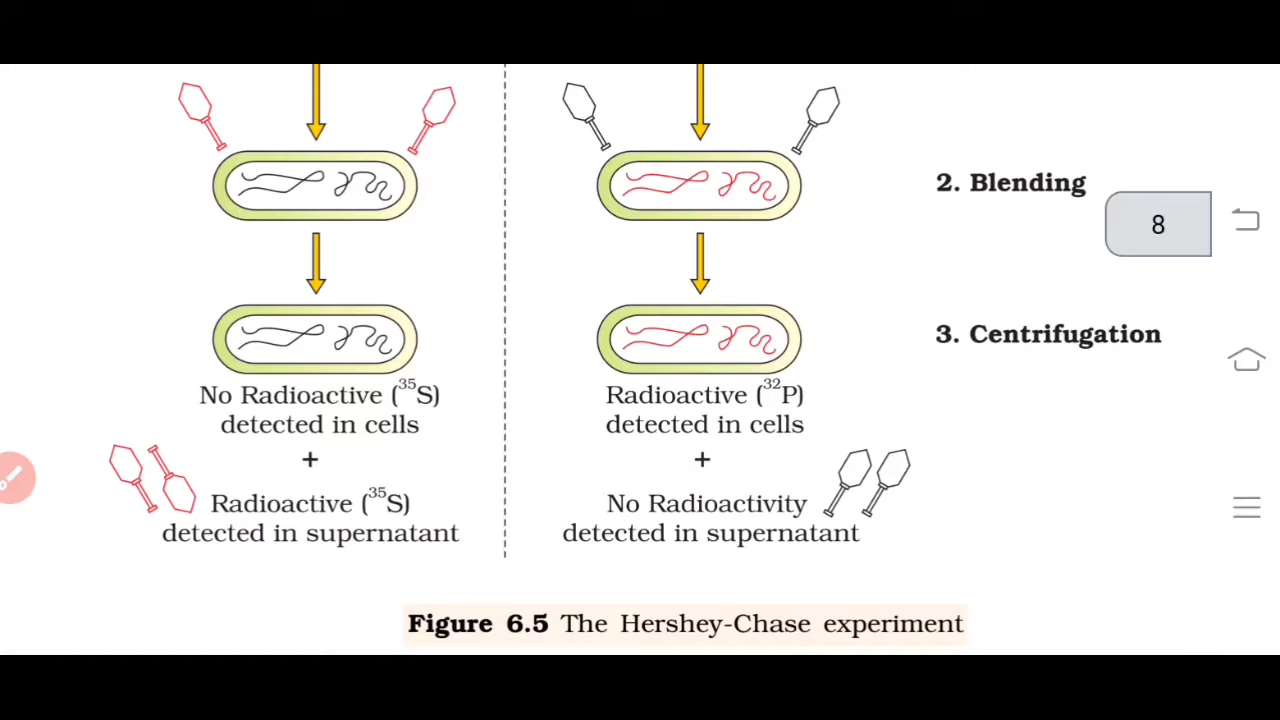 2. Blending
8
3. Centrifugation
No Radioactive (³⁵S)
detected in cells
+
Radioactive (³⁵S)
detected in supernatant
Radioactive (³²P)
detected in cells
+
No Radioactivity
detected in supernatant
Figure 6.5 The Hershey-Chase experiment